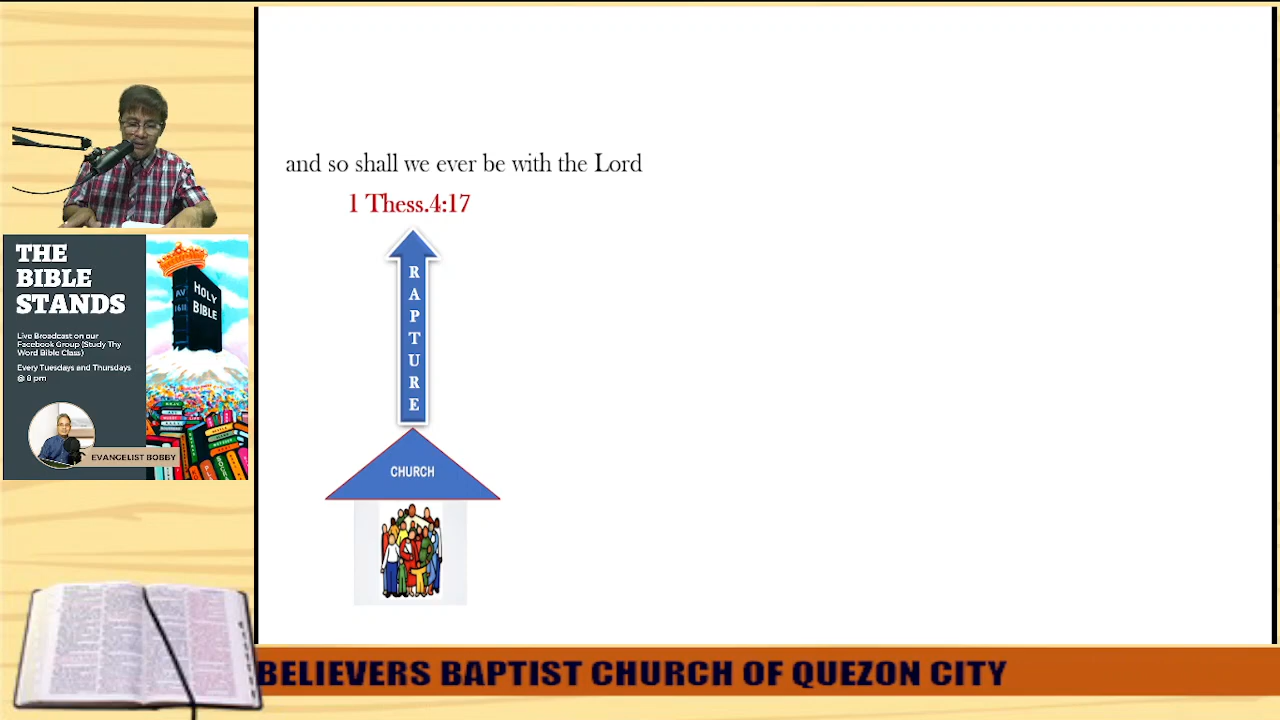 and so shall we ever be with the Lord
1 Thess.4:17
RAPTURE
CHURCH
THE
BIBLE
STANDS
Live Broadcast on our
Facebook Group (Study Thy
Word Bible Class)
Every Tuesdays and Thursdays
@ 8 pm
EVANGELIST BOBBY
AV
1611
HOLY
BIBLE
BELIEVERS BAPTIST CHURCH OF QUEZON CITY